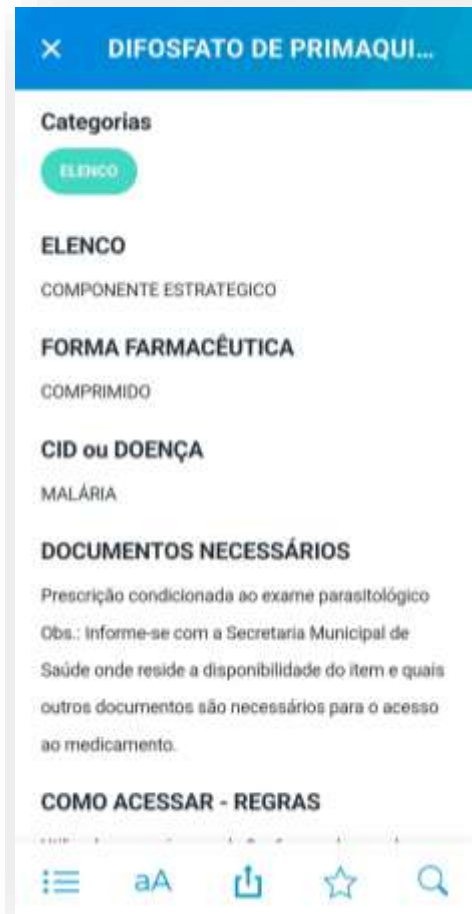 × DIFOSFATO DE PRIMAQUI...
Categorias
ELENCO
ELENCO
COMPONENTE ESTRATEGICO
FORMA FARMACÊUTICA
COMPRIMIDO
CID ou DOENÇA
MALÁRIA
DOCUMENTOS NECESSÁRIOS
Prescrição condicionada ao exame parasitológico
Obs.: Informe-se com a Secretaria Municipal de
Saúde onde reside a disponibilidade do item e quais
outros documentos são necessários para o acesso
ao medicamento.
COMO ACESSAR - REGRAS
aA